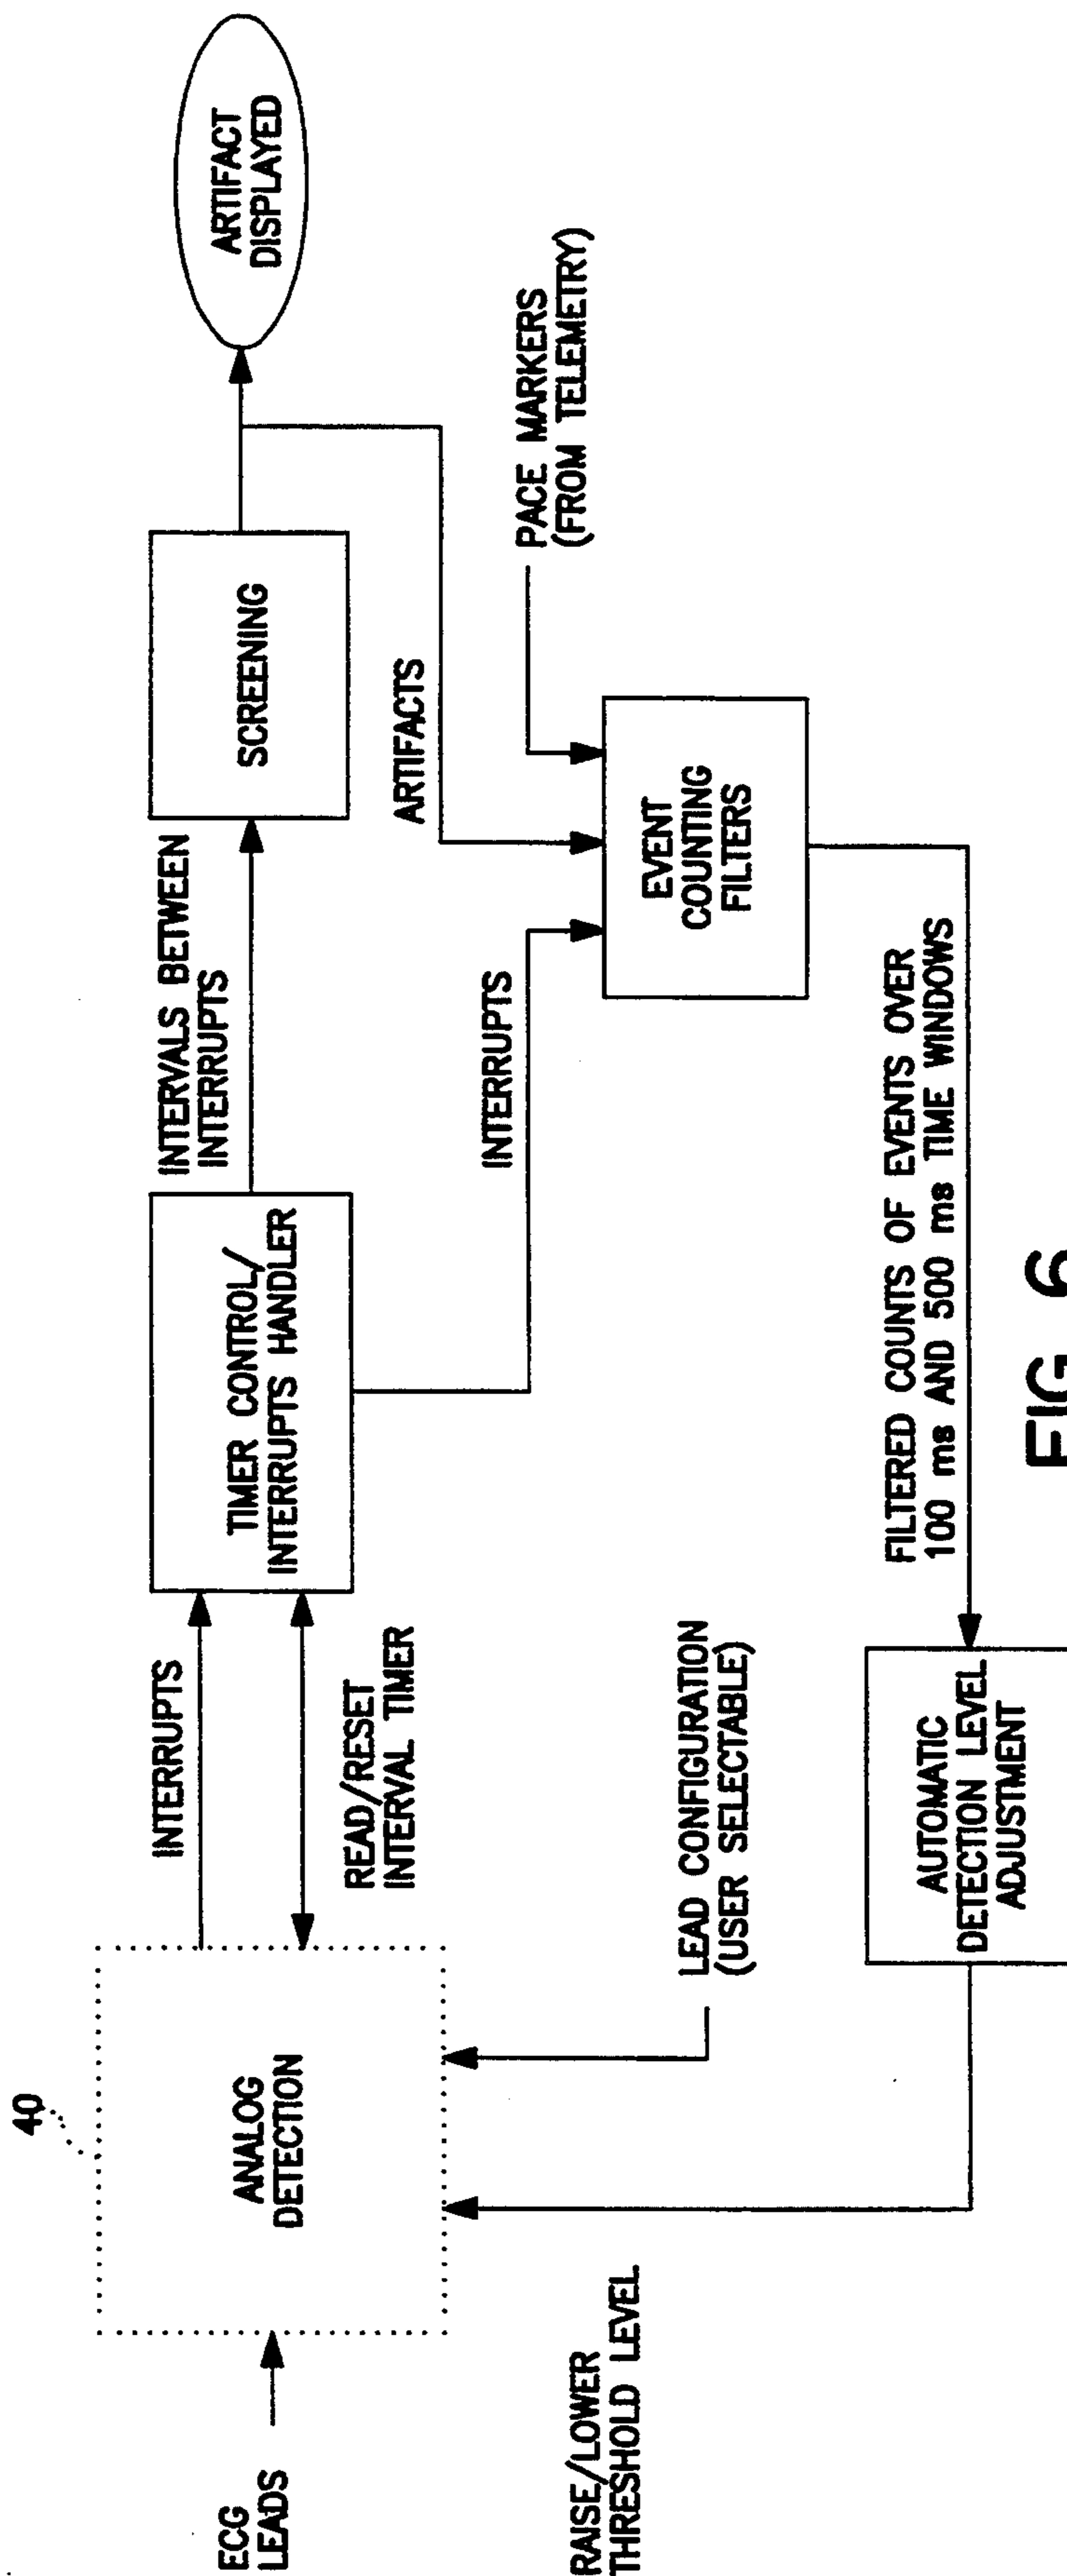 40
ECG
LEADS
ANALOG
DETECTION
INTERRUPTS
READ/RESET
INTERVAL TIMER
TIMER CONTROL/
INTERRUPTS HANDLER
INTERVALS BETWEEN
INTERRUPTS
SCREENING
ARTIFACT
DISPLAYED
ARTIFACTS
INTERRUPTS
PACE MARKERS
(FROM TELEMETRY)
EVENT
COUNTING
FILTERS
RAISE/LOWER
THRESHOLD LEVEL
LEAD CONFIGURATION
(USER SELECTABLE)
AUTOMATIC
DETECTION LEVEL
ADJUSTMENT
FILTERED COUNTS OF EVENTS OVER
100 ms AND 500 ms TIME WINDOWS
FIG. 6